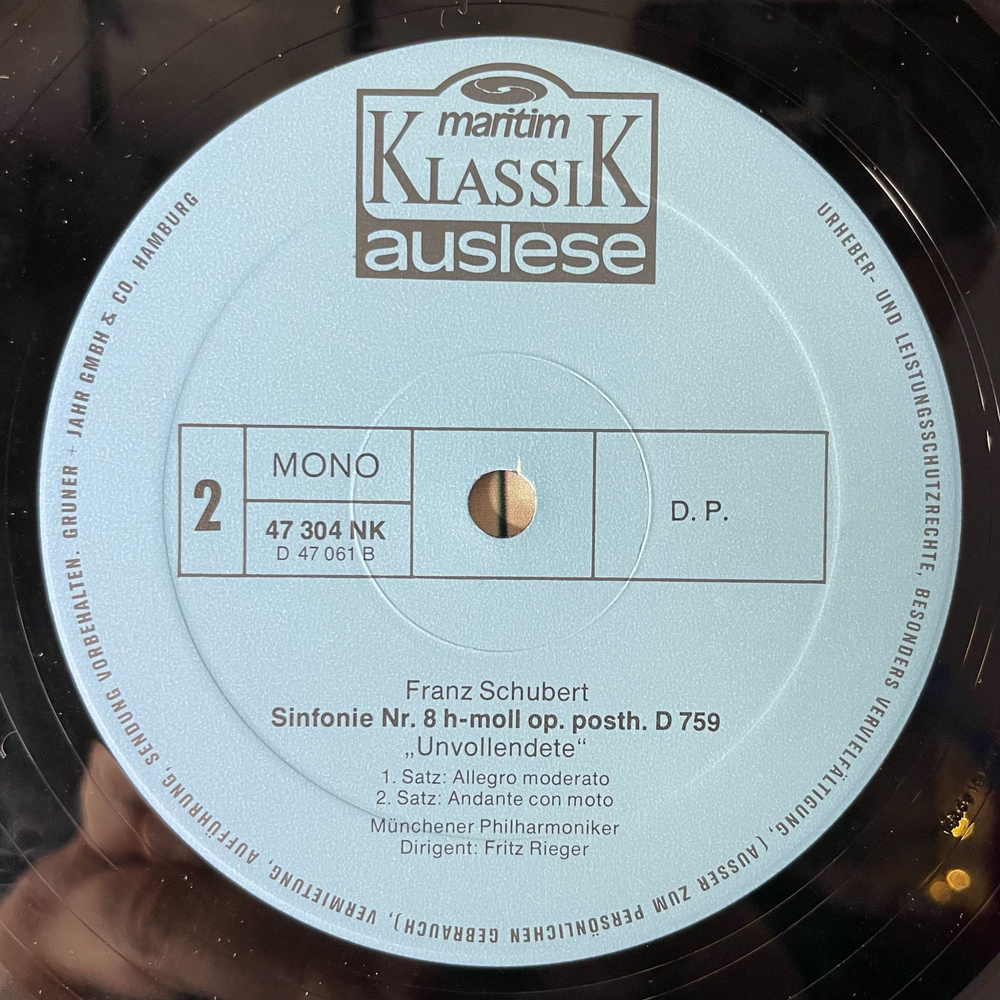 maritim
KLASSIK
auslese
URHEBER- UND LEISTUNGSSCHUTZRECHTE, BESONDERS VERVIELFÄLTIGUNG, (AUSSER ZUM PERSÖNLICHEN GEBRAUCH), VERMIETUNG, AUFFÜHRUNG, SENDUNG VORBEHALTEN. GRUNER + JAHR GMBH & CO, HAMBURG
2
MONO
47 304 NK
D 47 061 B
D. P.
Franz Schubert
Sinfonie Nr. 8 h-moll op. posth. D 759
„Unvollendete“
1. Satz: Allegro moderato
2. Satz: Andante con moto
Münchener Philharmoniker
Dirigent: Fritz Rieger